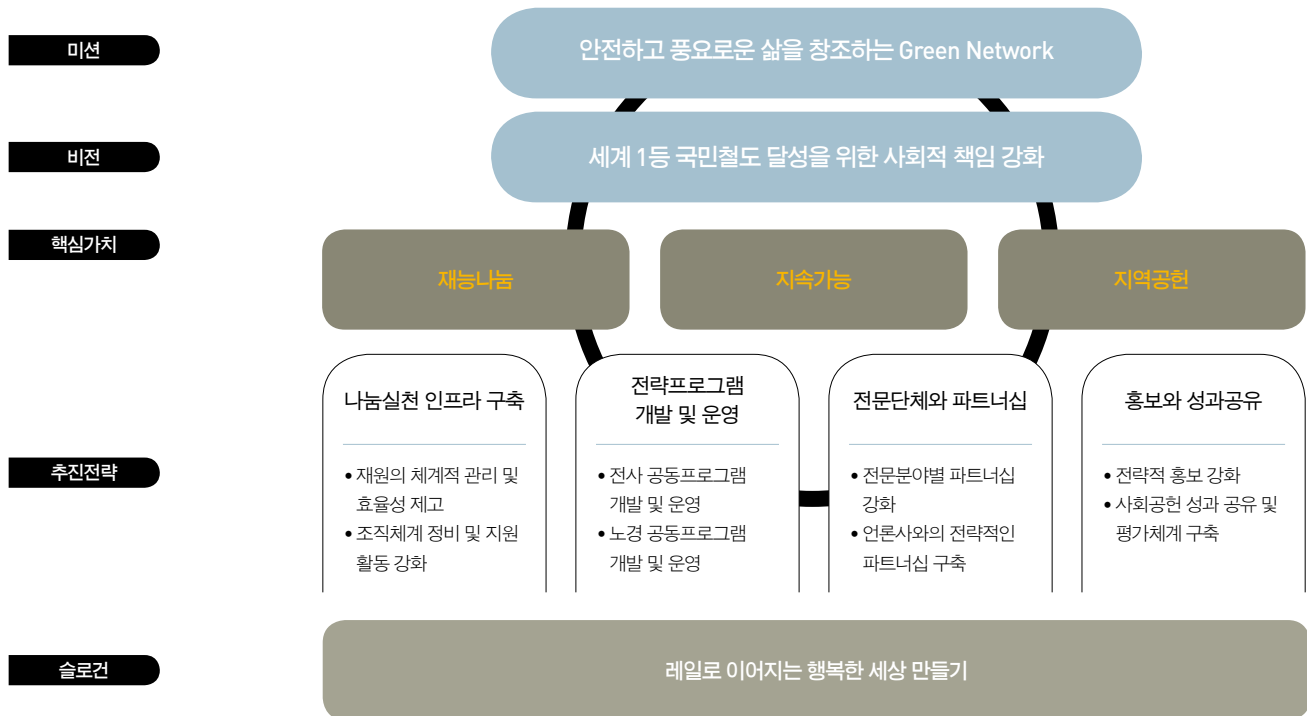 미션
안전하고 풍요로운 삶을 창조하는 Green Network
비전
세계 1등 국민철도 달성을 위한 사회적 책임 강화
핵심가치
재능나눔
지속가능
지역공헌
추진전략
나눔실천 인프라 구축
• 재원의 체계적 관리 및
효율성 제고
• 조직체계 정비 및 지원
활동 강화
전략프로그램
개발 및 운영
• 전사 공동프로그램
개발 및 운영
• 노경 공동프로그램
개발 및 운영
전문단체와 파트너십
• 전문분야별 파트너십
강화
• 언론사와의 전략적인
파트너십 구축
홍보와 성과공유
• 전략적 홍보 강화
• 사회공헌 성과 공유 및
평가체계 구축
슬로건
레일로 이어지는 행복한 세상 만들기